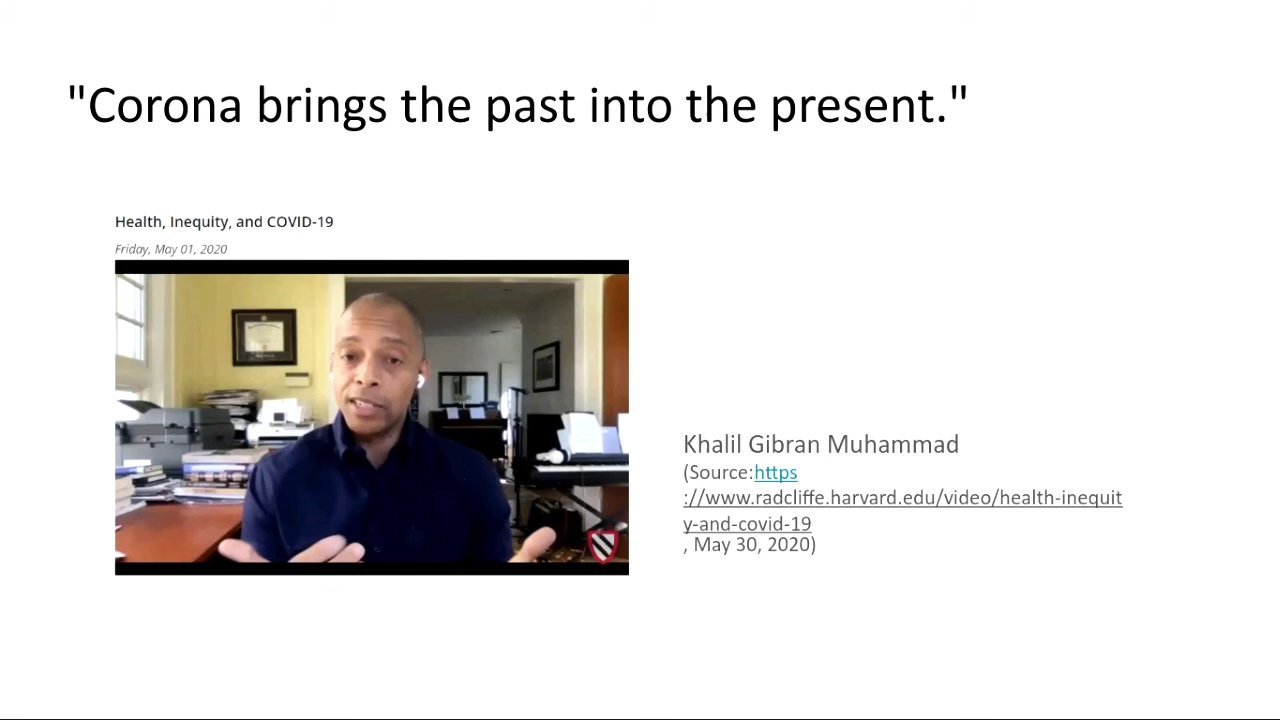 "Corona brings the past into the present."
Health, Inequity, and COVID-19
Friday, May 01, 2020
Khalil Gibran Muhammad
(Source:https
://www.radcliffe.harvard.edu/video/health-inequit
y-and-covid-19
, May 30, 2020)